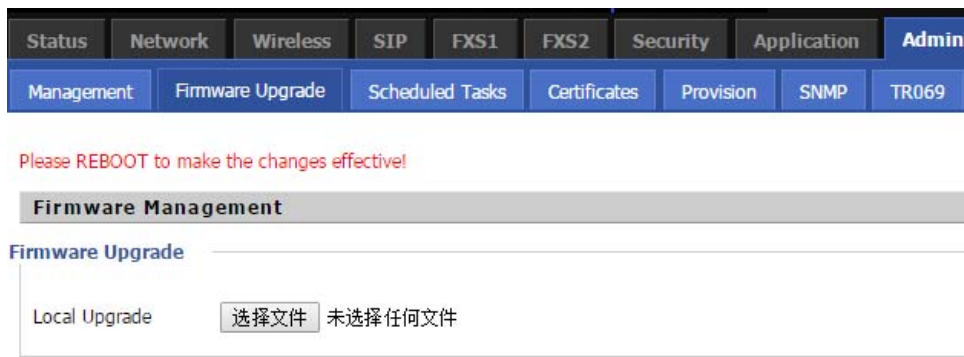 Status Network Wireless SIP FXS1 FXS2 Security Application Admin
Management Firmware Upgrade Scheduled Tasks Certificates Provision SNMP TR069
Please REBOOT to make the changes effective!
Firmware Management
Firmware Upgrade
Local Upgrade 选择文件 未选择任何文件